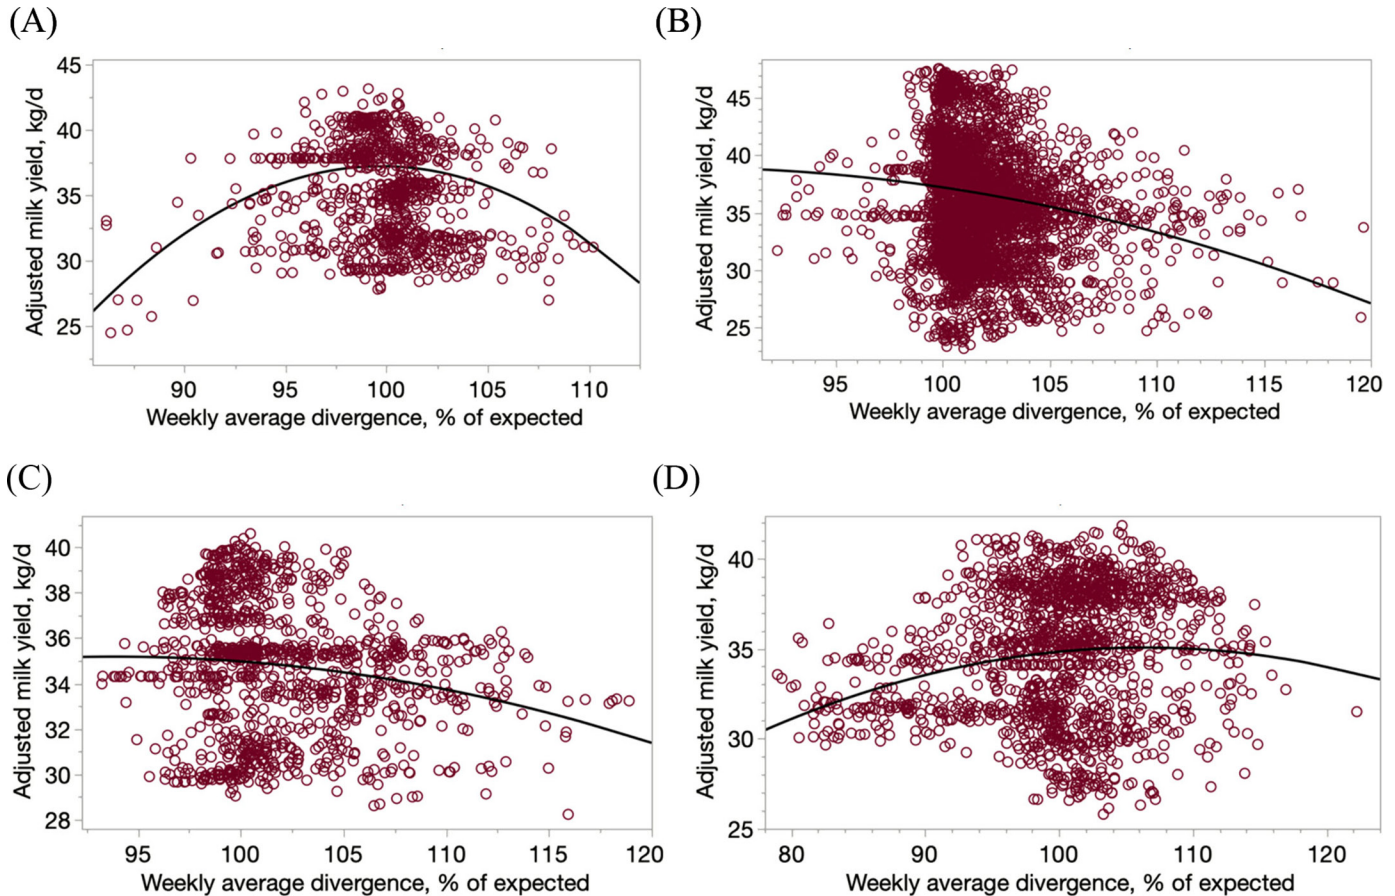 (A)
(B)
Adjusted milk yield, kg/d
45
40
35
30
25
90 95 100 105 110
Weekly average divergence, % of expected
Adjusted milk yield, kg/d
45
40
35
30
25
95 100 105 110 115 120
Weekly average divergence, % of expected
(C)
(D)
Adjusted milk yield, kg/d
40
38
36
34
32
30
28
95 100 105 110 115 120
Weekly average divergence, % of expected
Adjusted milk yield, kg/d
40
35
30
25
80 90 100 110 120
Weekly average divergence, % of expected